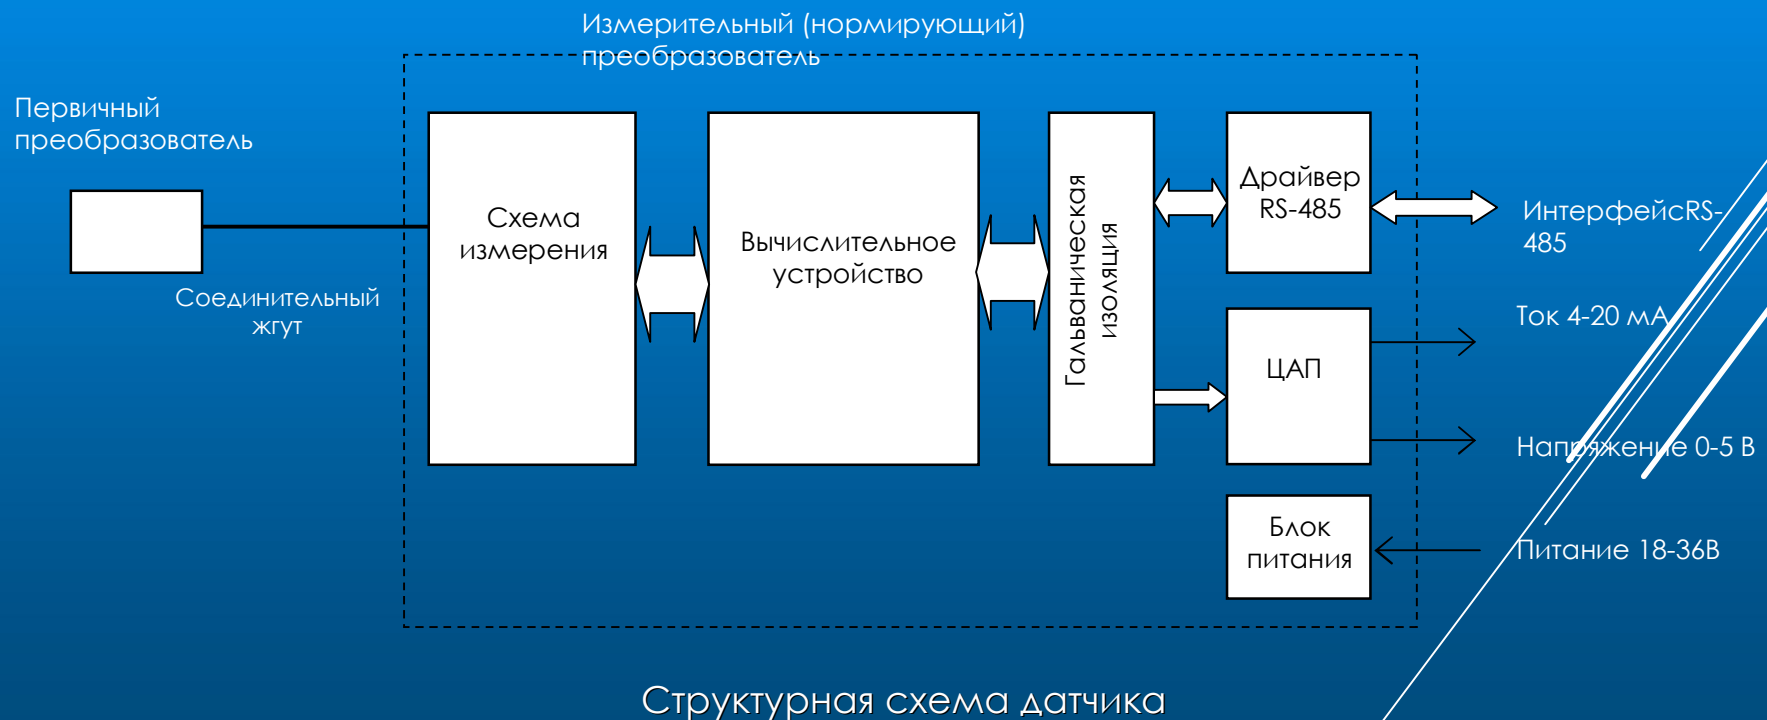 Измерительный (нормирующий)
преобразователь
Первичный
преобразователь
Соединительный
жгут
Схема
измерения
Вычислительное
устройство
Гальваническая
изоляция
Драйвер
RS-485
ЦАП
Блок
питания
ИнтерфейсRS-
485
Ток 4-20 мА
Напряжение 0-5 В
Питание 18-36В
Структурная схема датчика